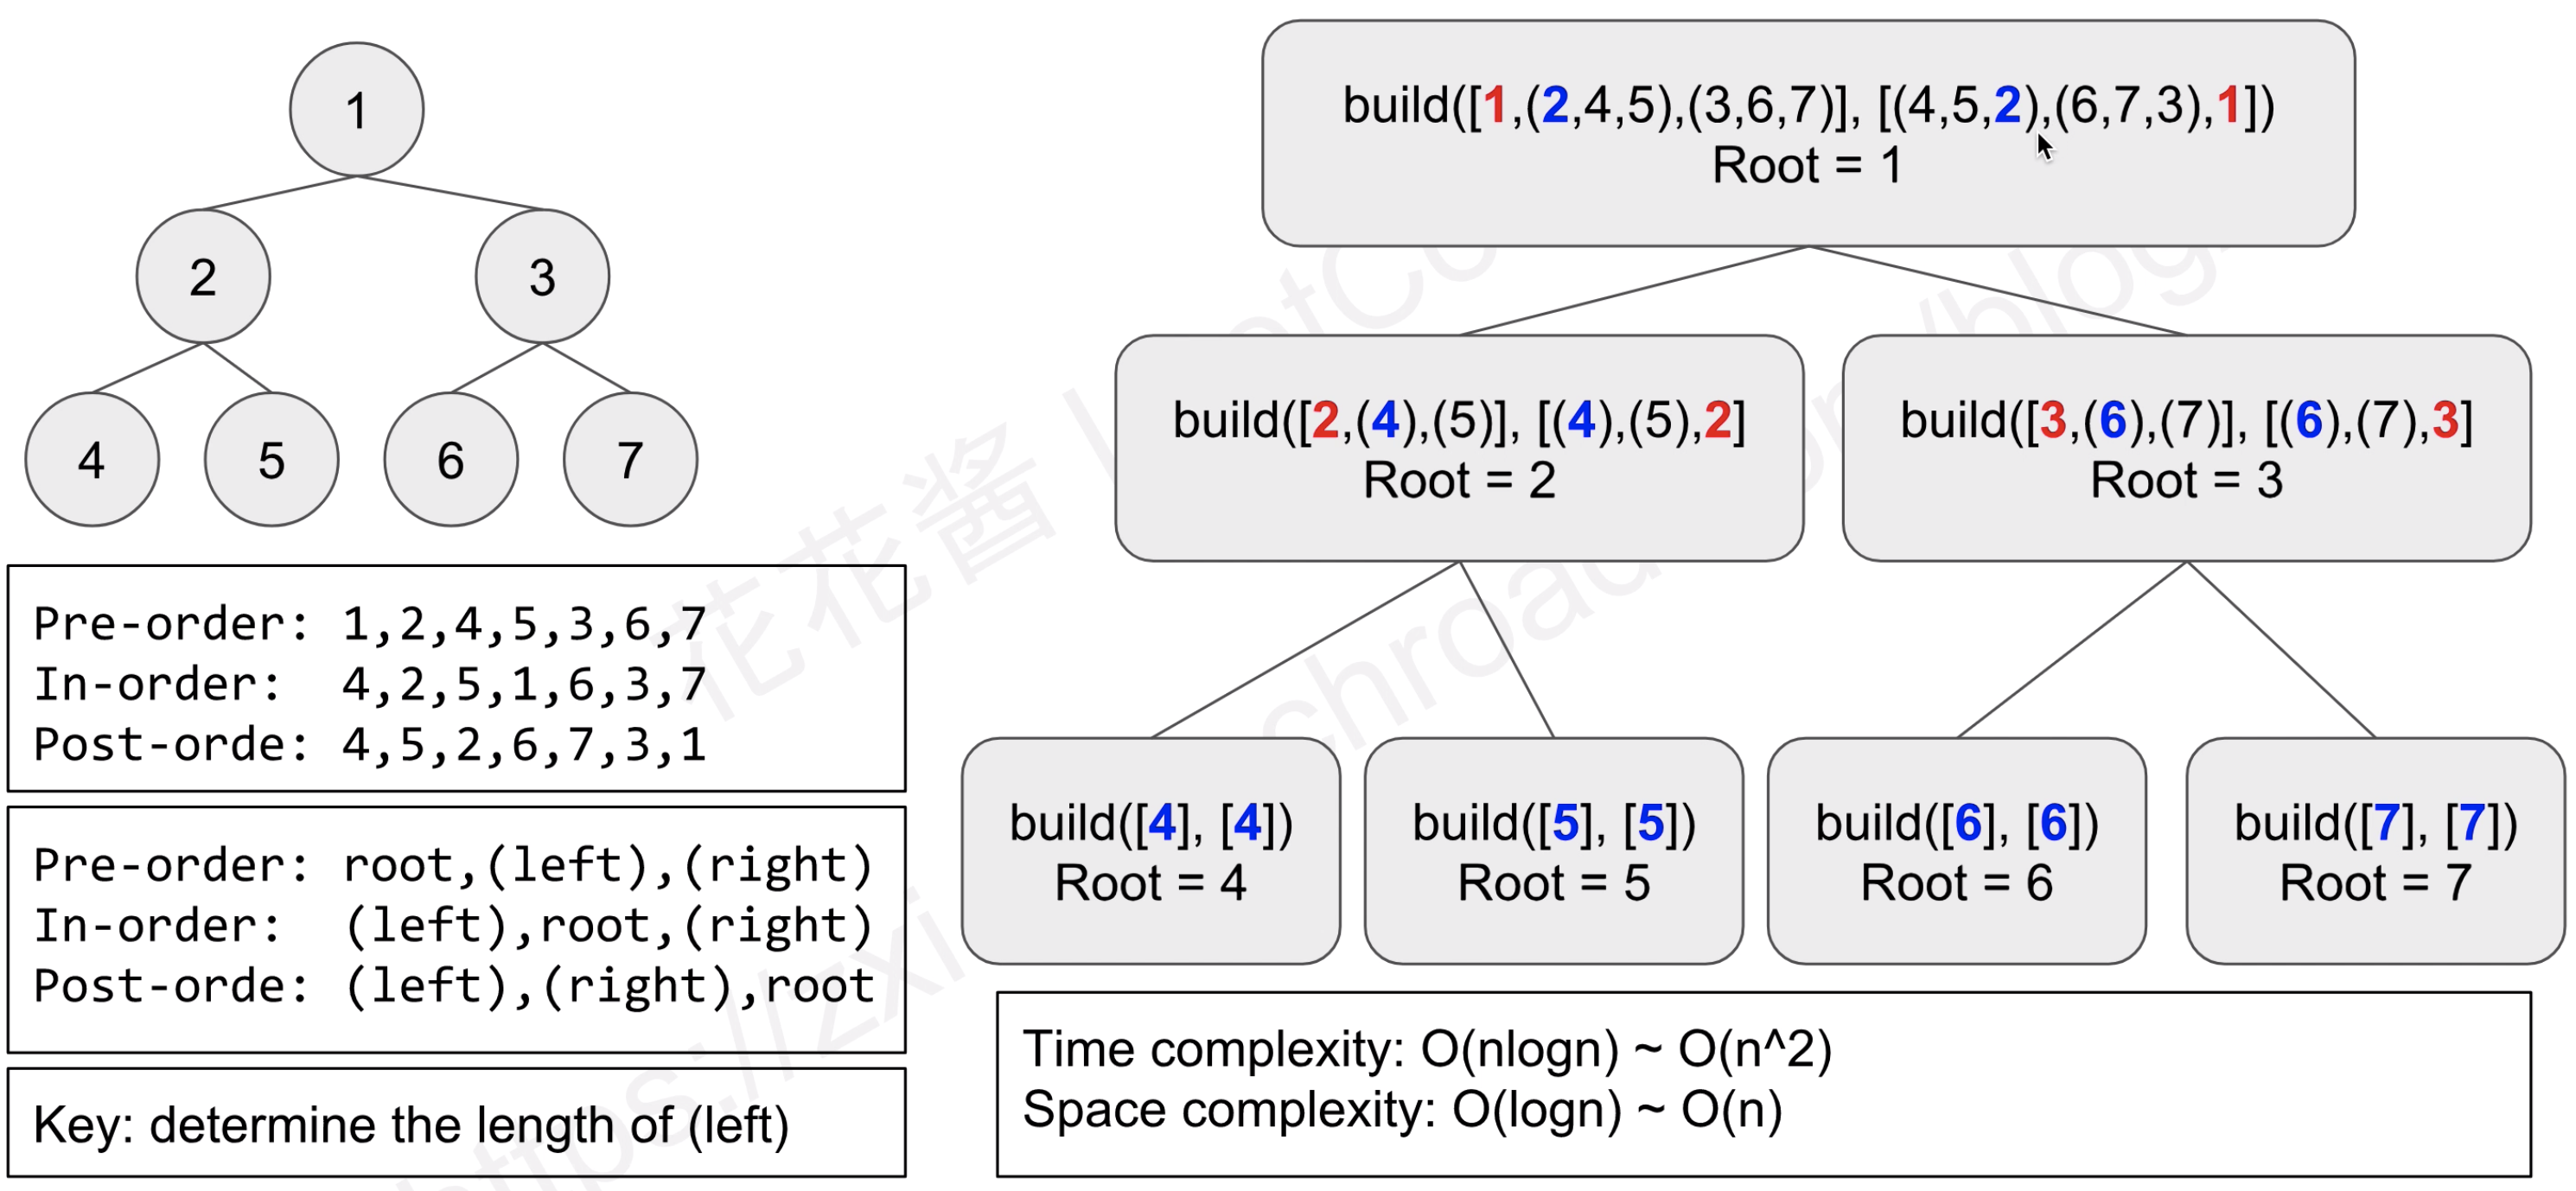 1
2
3
4
5
6
7
Pre-order: 1,2,4,5,3,6,7
In-order: 4,2,5,1,6,3,7
Post-orde: 4,5,2,6,7,3,1
Pre-order: root,(left),(right)
In-order: (left),root,(right)
Post-orde: (left),(right),root
Key: determine the length of (left)
build([1,(2,4,5),(3,6,7)], [(4,5,2),(6,7,3),1])
Root = 1
build([2,(4),(5)], [(4),(5),2]
Root = 2
build([3,(6),(7)], [(6),(7),3]
Root = 3
build([4], [4])
Root = 4
build([5], [5])
Root = 5
build([6], [6])
Root = 6
build([7], [7])
Root = 7
Time complexity: O(nlogn) ~ O(n^2)
Space complexity: O(logn) ~ O(n)
花花酱
https://zxi